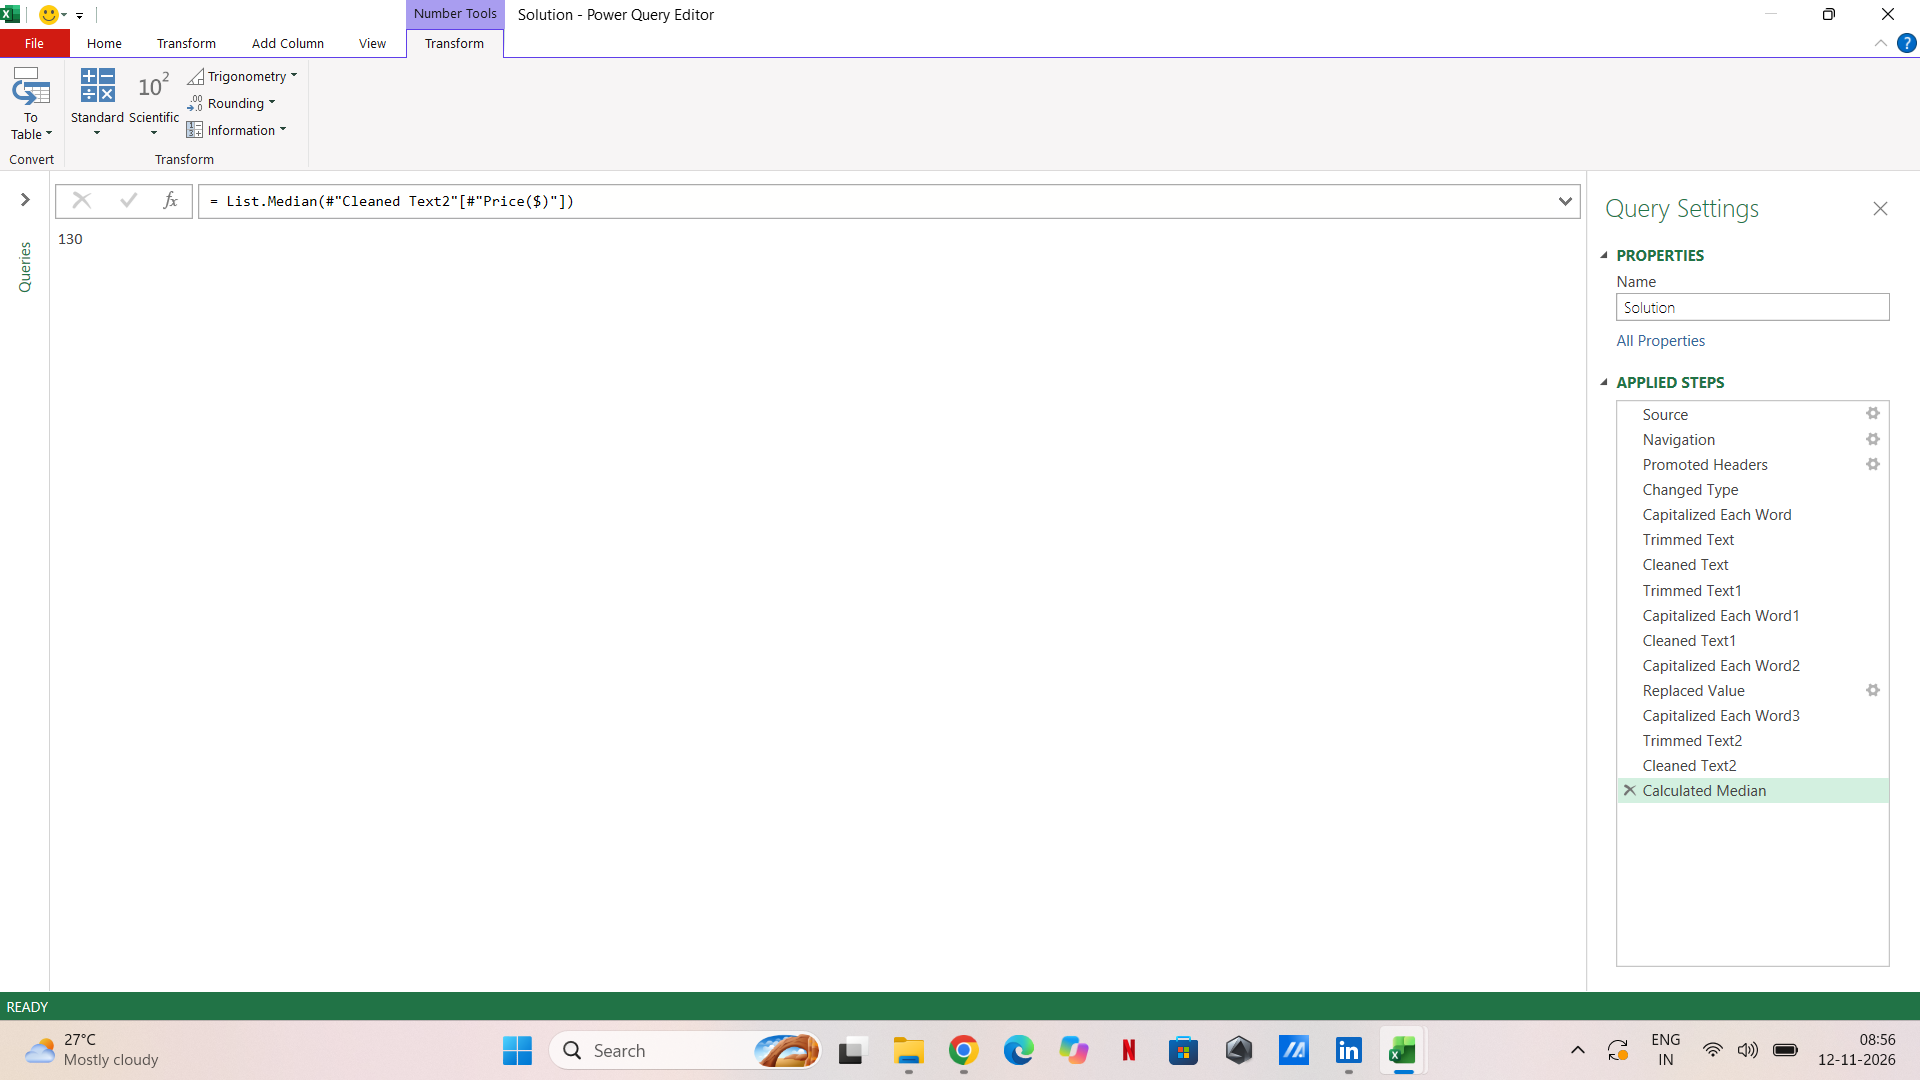 Number Tools
Solution - Power Query Editor
File
Home
Transform
Add Column
View
Transform
?
To
Table
Standard
10²
Scientific
Trigonometry
Rounding
Information
Convert
Transform
fx
= List.Median(#"Cleaned Text2"[#"Price($)"])
Queries
130
Query Settings
PROPERTIES
Name
Solution
All Properties
APPLIED STEPS
Source
Navigation
Promoted Headers
Changed Type
Capitalized Each Word
Trimmed Text
Cleaned Text
Trimmed Text1
Capitalized Each Word1
Cleaned Text1
Capitalized Each Word2
Replaced Value
Capitalized Each Word3
Trimmed Text2
Cleaned Text2
Calculated Median
READY
27°C
Mostly cloudy
Search
N
in
ENG
IN
08:56
12-11-2026